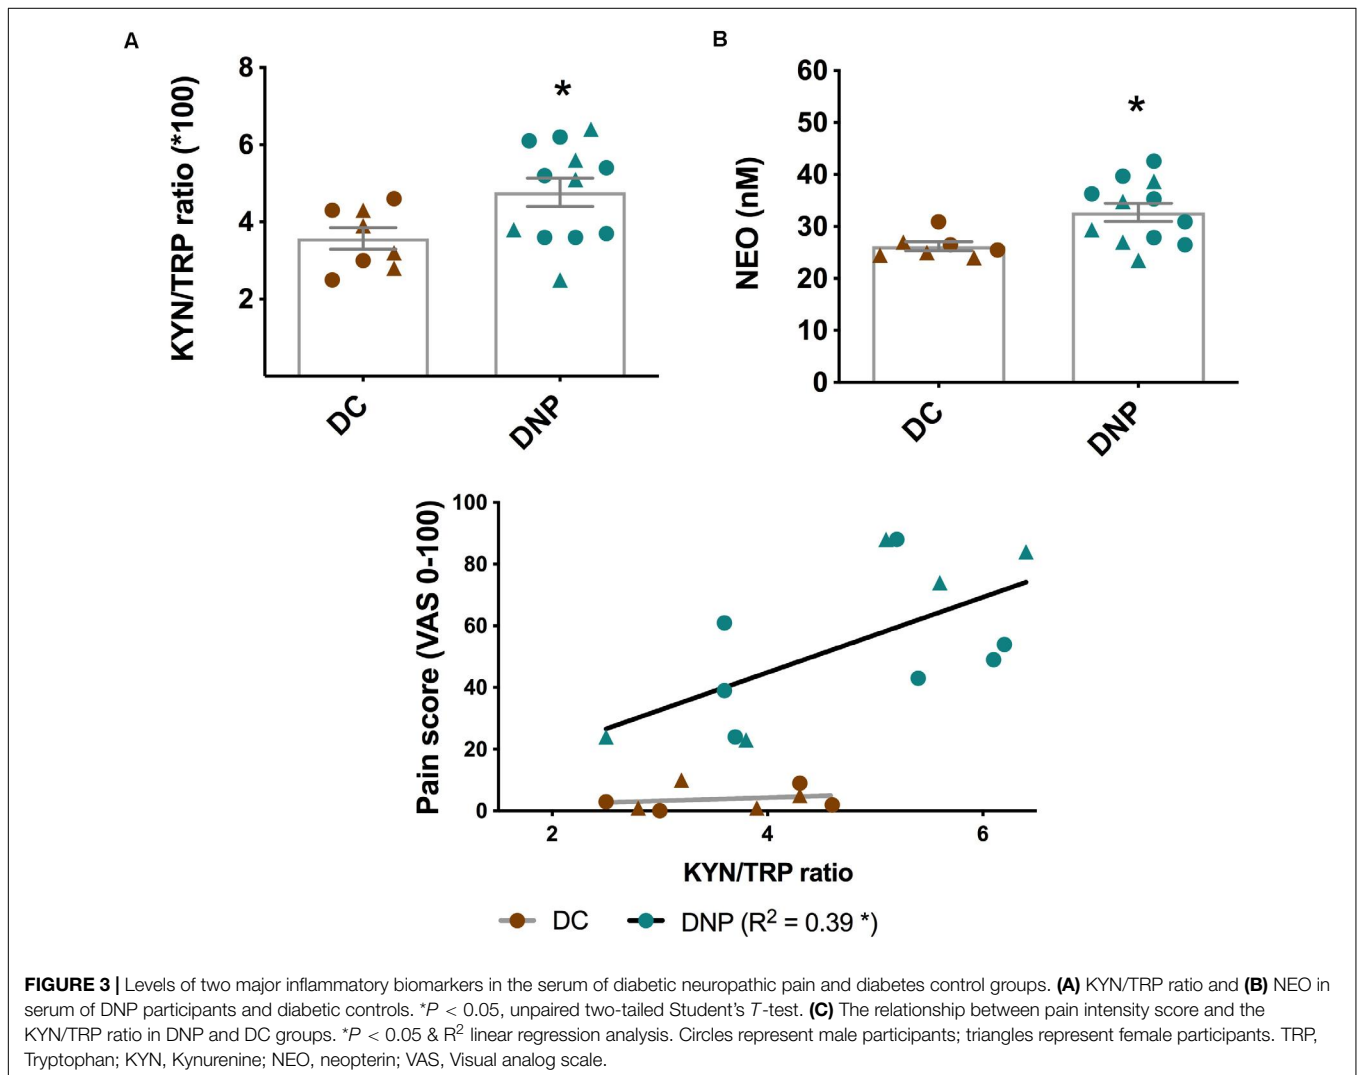 A
KYN/TRP ratio (*100)
8
6
4
2
*
DC
DNP
B
NEO (nM)
60
50
40
30
20
10
0
*
DC
DNP
Pain score (VAS 0-100)
100
80
60
40
20
0
2 4 6
KYN/TRP ratio
DC DNP (R² = 0.39 *)
FIGURE 3 | Levels of two major inflammatory biomarkers in the serum of diabetic neuropathic pain and diabetes control groups. (A) KYN/TRP ratio and (B) NEO in
serum of DNP participants and diabetic controls. *P < 0.05, unpaired two-tailed Student's T-test. (C) The relationship between pain intensity score and the
KYN/TRP ratio in DNP and DC groups. *P < 0.05 & R² linear regression analysis. Circles represent male participants; triangles represent female participants. TRP,
Tryptophan; KYN, Kynurenine; NEO, neopterin; VAS, Visual analog scale.